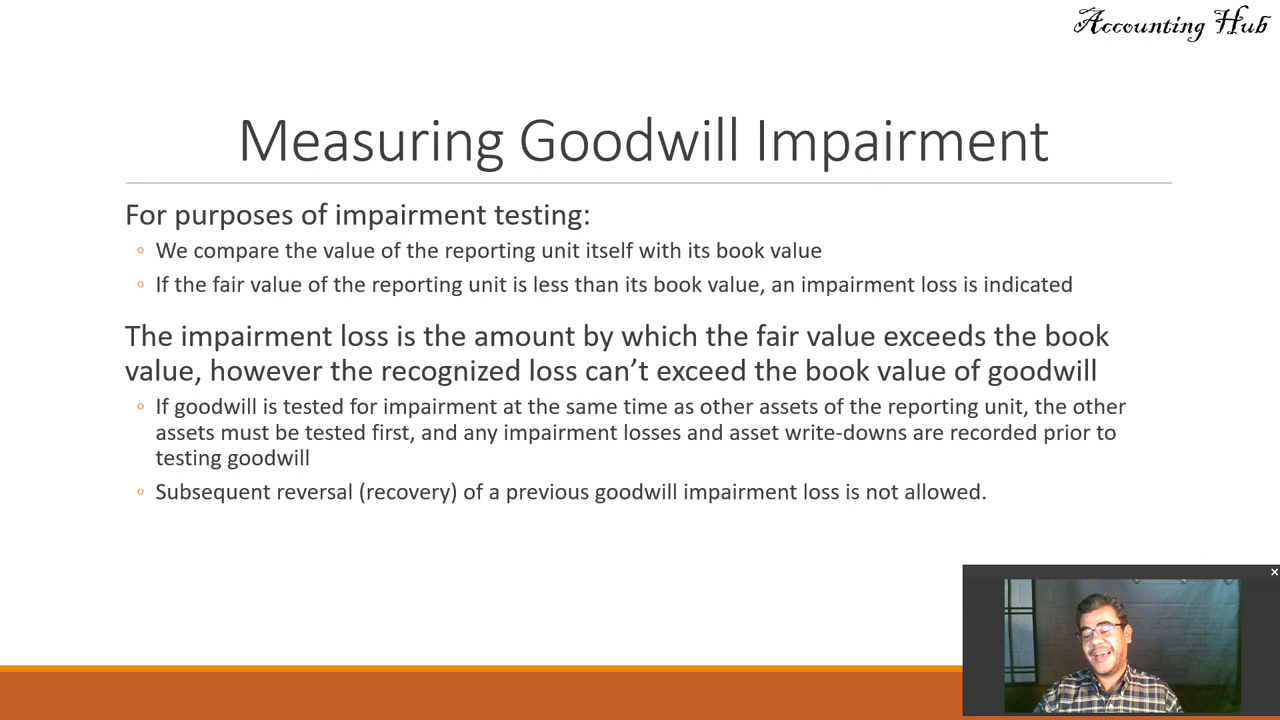 Accounting Hub
Measuring Goodwill Impairment
For purposes of impairment testing:
◦ We compare the value of the reporting unit itself with its book value
◦ If the fair value of the reporting unit is less than its book value, an impairment loss is indicated
The impairment loss is the amount by which the fair value exceeds the book
value, however the recognized loss can’t exceed the book value of goodwill
◦ If goodwill is tested for impairment at the same time as other assets of the reporting unit, the other
assets must be tested first, and any impairment losses and asset write-downs are recorded prior to
testing goodwill
◦ Subsequent reversal (recovery) of a previous goodwill impairment loss is not allowed.